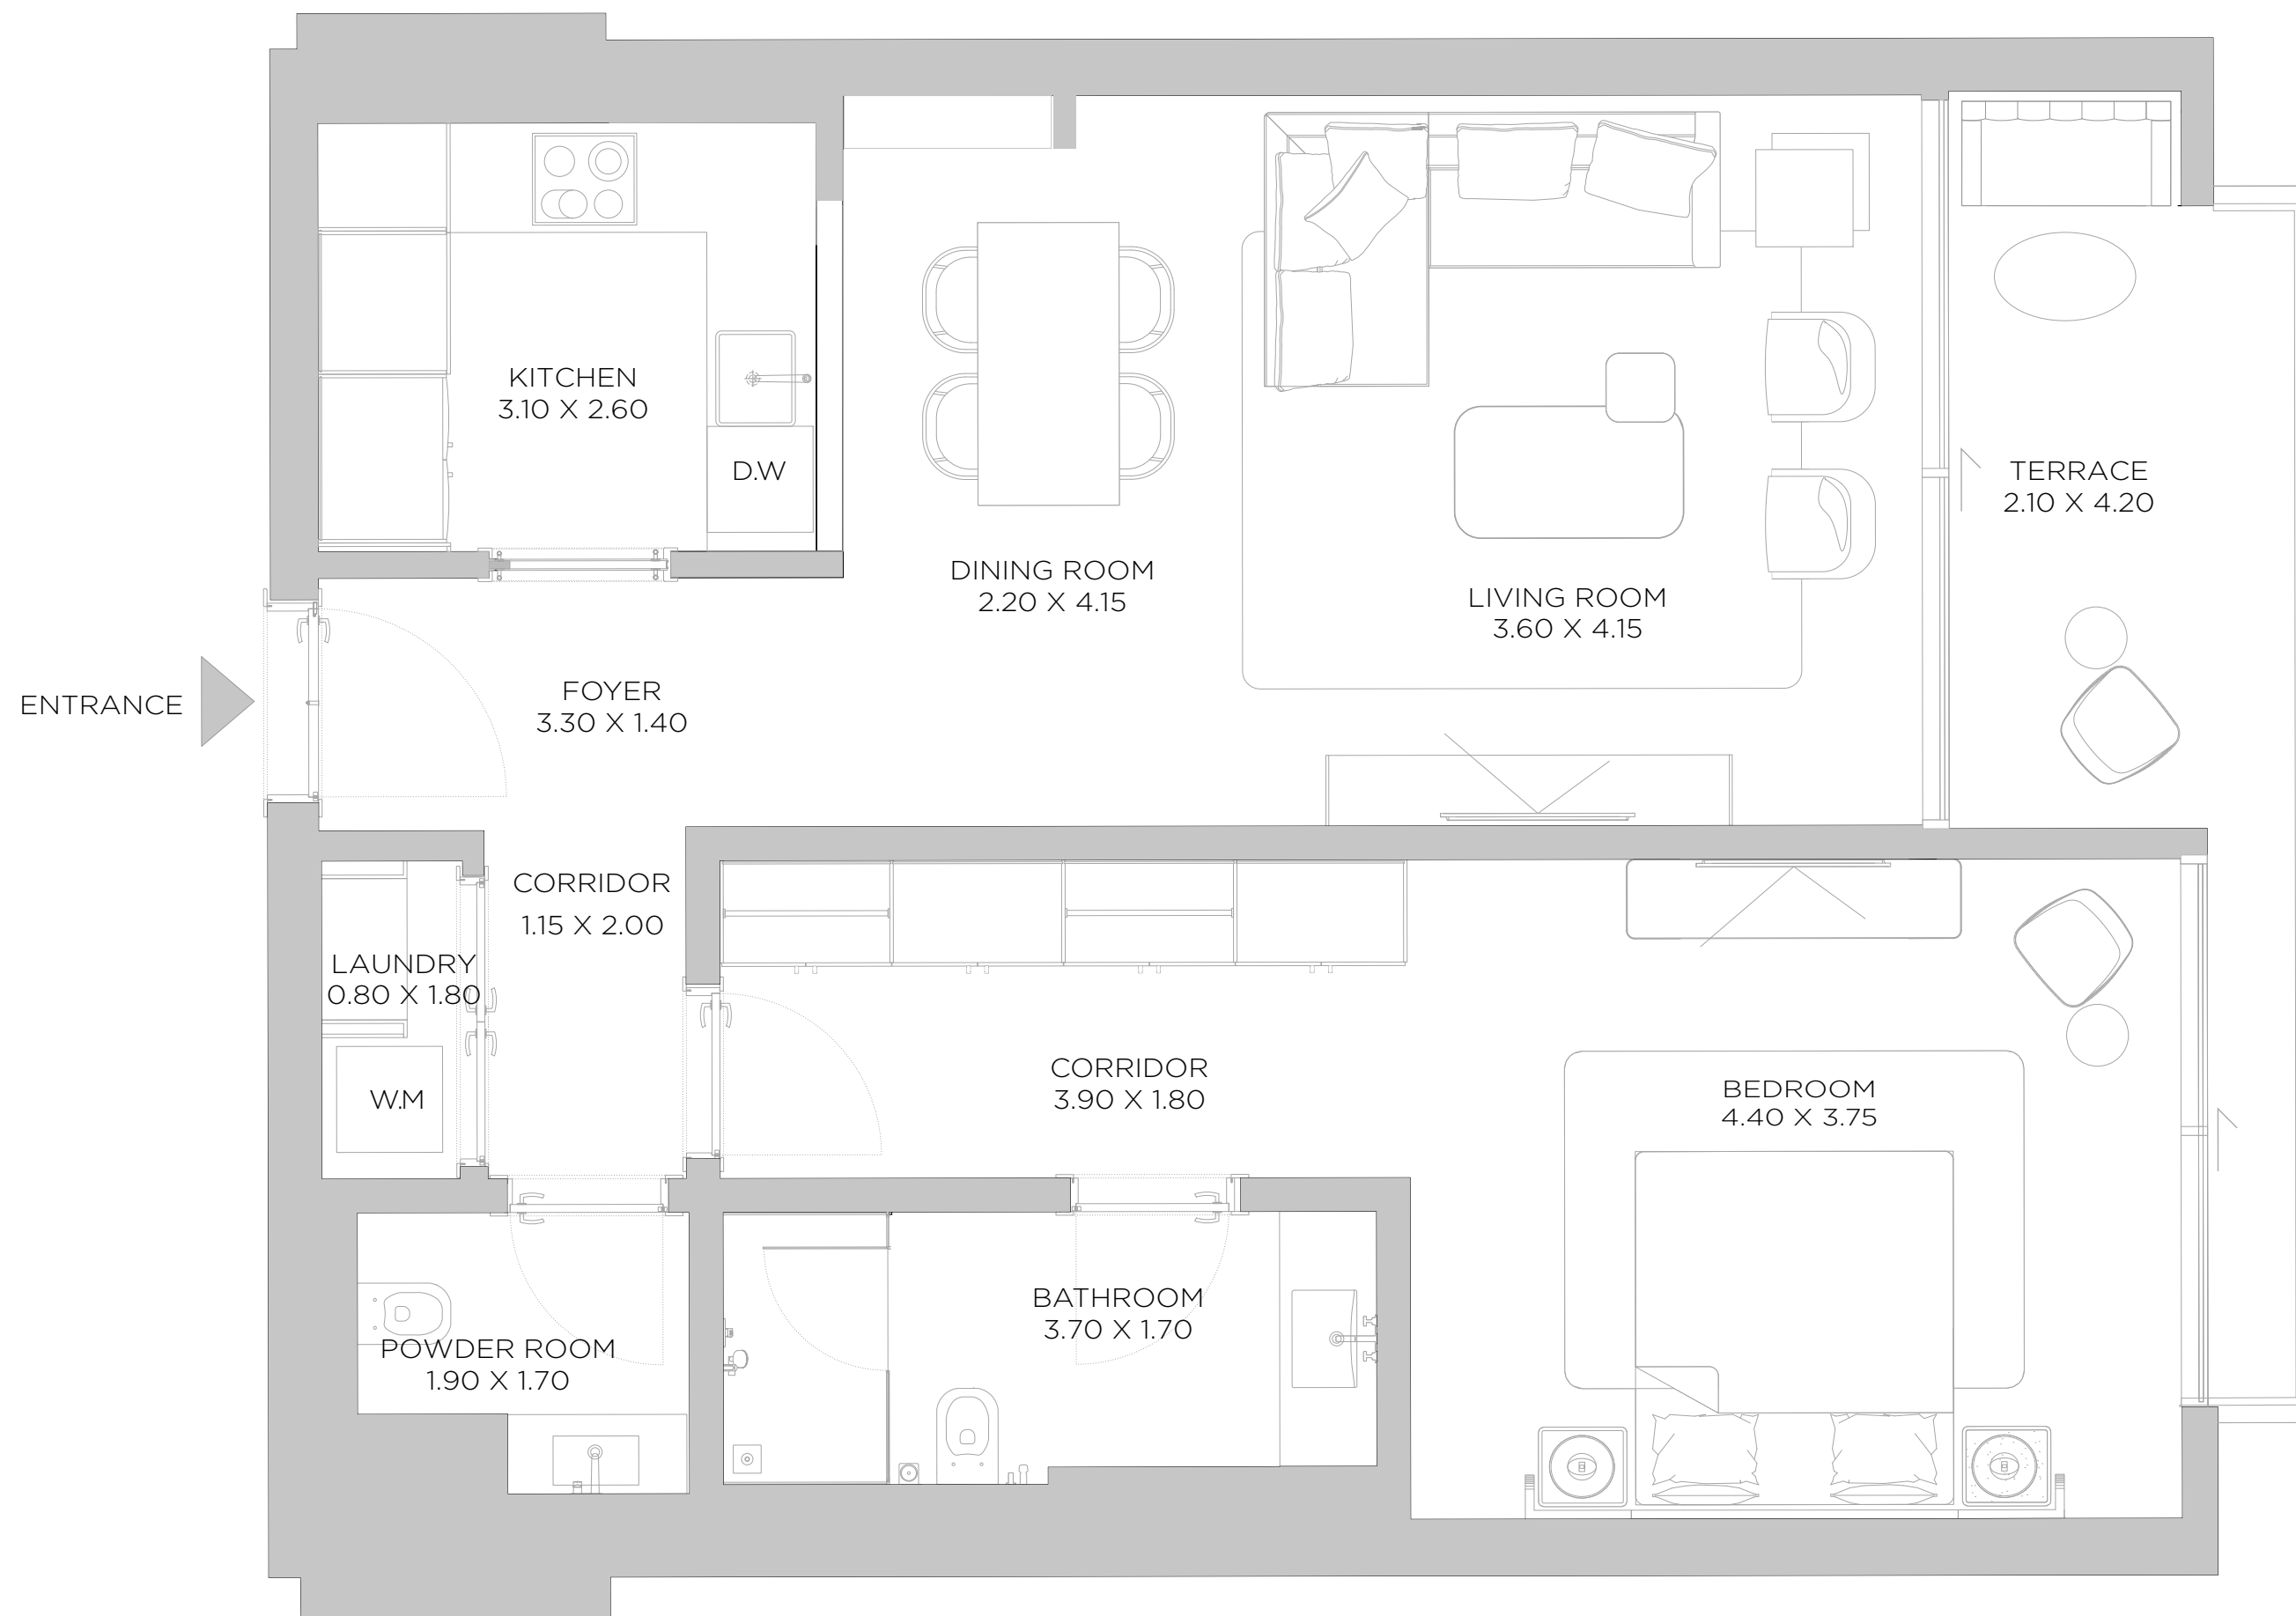 KITCHEN
3.10 X 2.60
D.W
DINING ROOM
2.20 X 4.15
LIVING ROOM
3.60 X 4.15
TERRACE
2.10 X 4.20
ENTRANCE
FOYER
3.30 X 1.40
CORRIDOR
1.15 X 2.00
LAUNDRY
0.80 X 1.80
W.M
CORRIDOR
3.90 X 1.80
BEDROOM
4.40 X 3.75
POWDER ROOM
1.90 X 1.70
BATHROOM
3.70 X 1.70